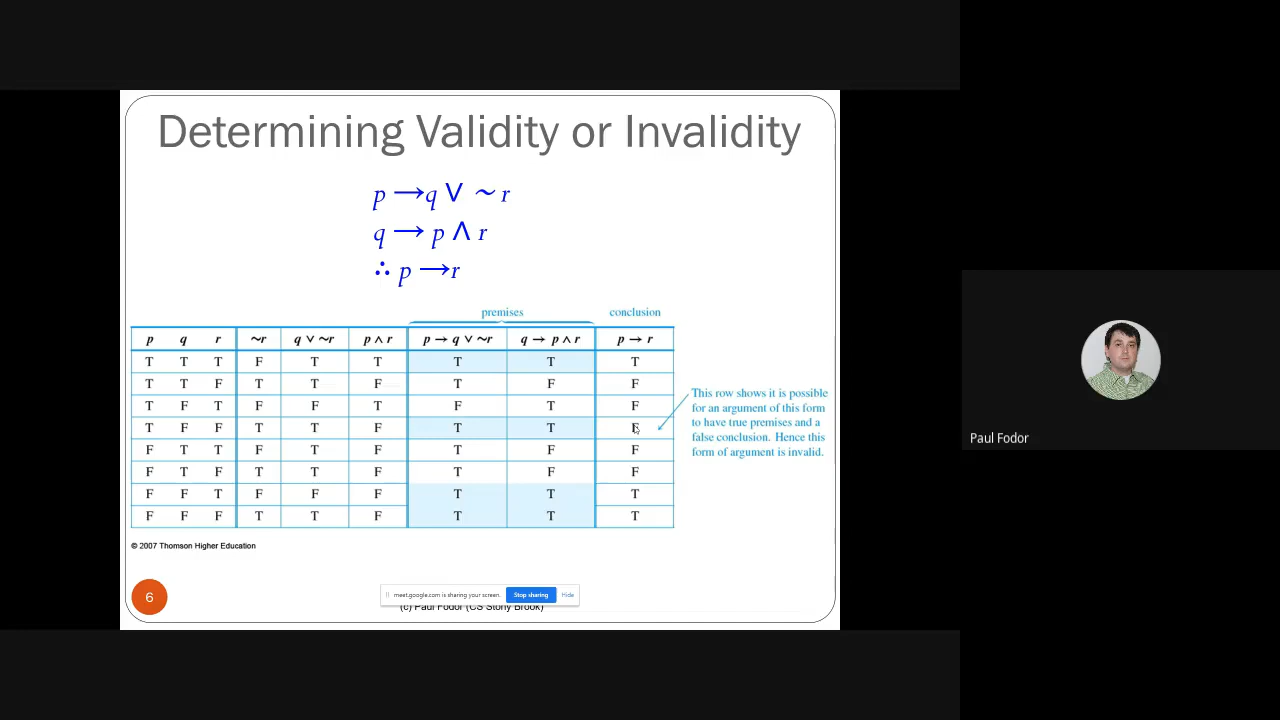 Determining Validity or Invalidity
p →q ∨ ~ r
q → p ∧ r
∴ p →r
premises conclusion
p q r ~r q ∨ ~r p ∧ r p → q ∨ ~r q → p ∧ r p → r
T T T F T T T T T
T T F T T F T F F
T F T F F T F T F
T F F T T F T T F
F T T F T F T F F
F T F T T F T F F
F F T F F F T T T
F F F T T F T T T
This row shows it is possible
for an argument of this form
to have true premises and a
false conclusion. Hence this
form of argument is invalid.
© 2007 Thomson Higher Education
6
meet.google.com is sharing your screen. Stop sharing Hide
(c) Paul Fodor (CS Stony Brook)
Paul Fodor